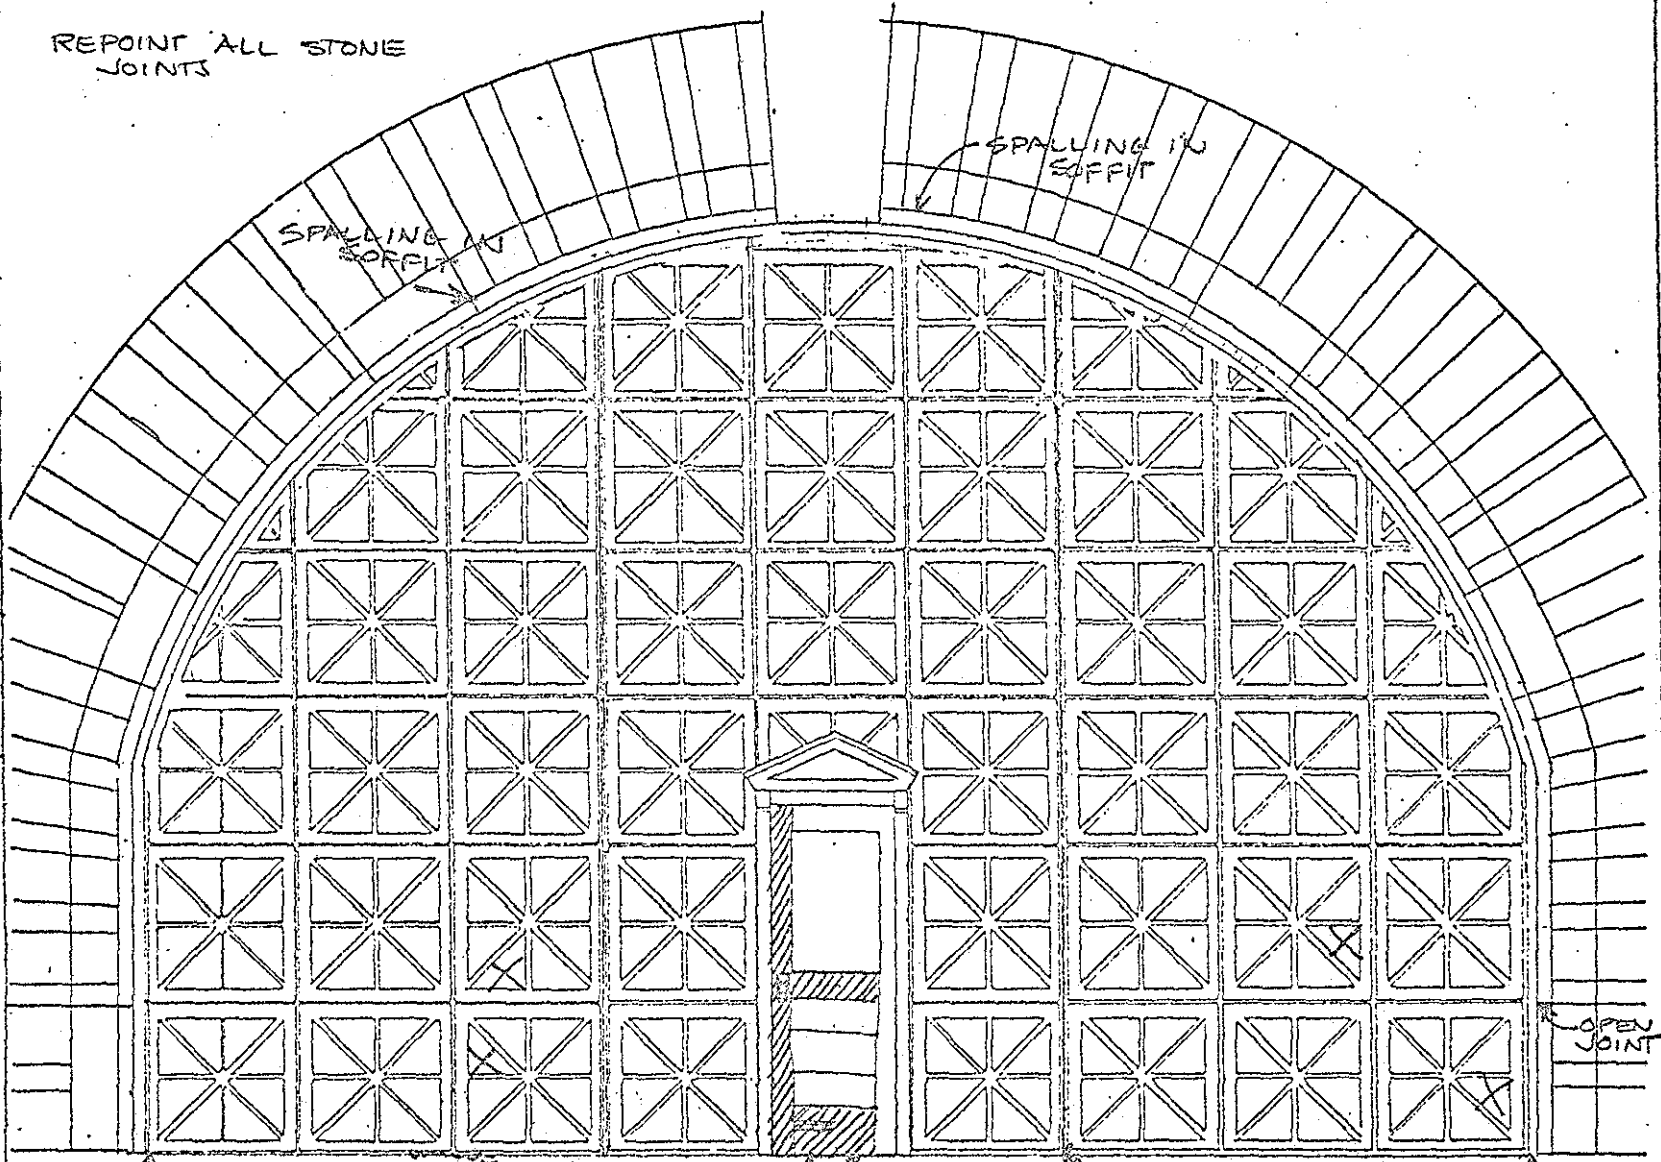 REPOINT ALL STONE
JOINTS
SPALLING IN
SOFFIT
SPALLING IN
SOFFIT
OPEN
JOINT